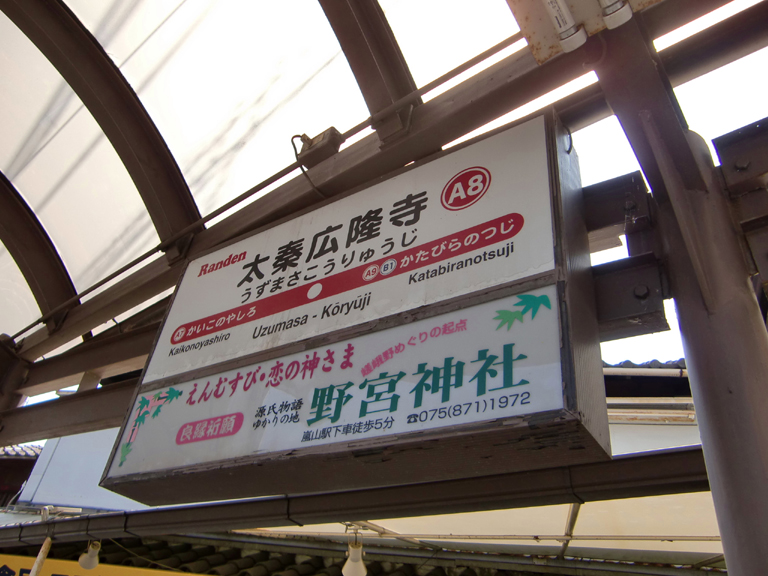 Randen
太秦広隆寺
A8
うずまさこうりゅうじ
A7 かいこのやしろ
A9 B1 かたびらのつじ
Kaikonoyashiro
Uzumasa - Kōryūji
Katabiranotsuji
えんむすび・恋の神さま
嵯峨野めぐりの起点
良縁祈願
源氏物語
ゆかりの地
野宮神社
嵐山駅下車徒歩5分
☎075(871)1972